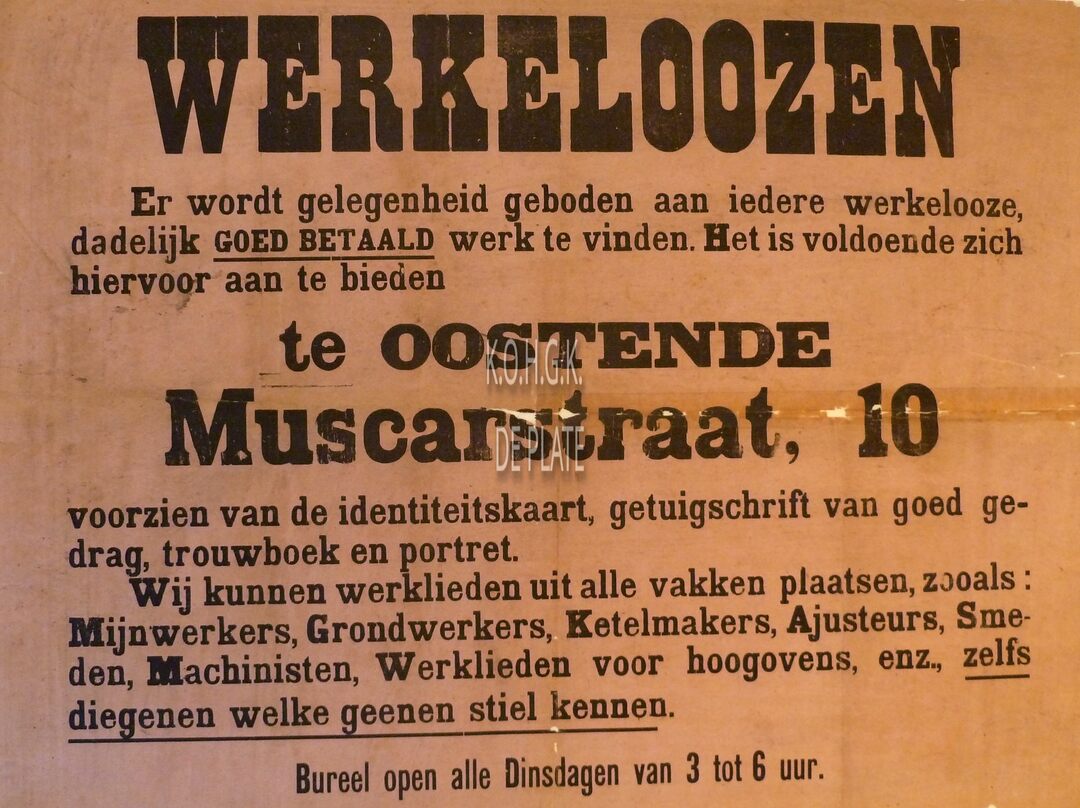 WERKELOOZEN
Er wordt gelegenheid geboden aan iedere werkelooze,
dadelijk GOED BETAALD werk te vinden. Het is voldoende zich
hiervoor aan te bieden
te OOSTENDE
K.O.H.G.K.
Muscarstraat, 10
DE PLATE
voorzien van de identiteitskaart, getuigschrift van goed ge-
drag, trouwboek en portret.
Wij kunnen werklieden uit alle vakken plaatsen, zooals :
Mijnwerkers, Grondwerkers, Ketelmakers, Ajusteurs, Sme-
den, Machinisten, Werklieden voor hoogovens, enz., zelfs
diegenen welke geenen stiel kennen.
Bureel open alle Dinsdagen van 3 tot 6 uur.